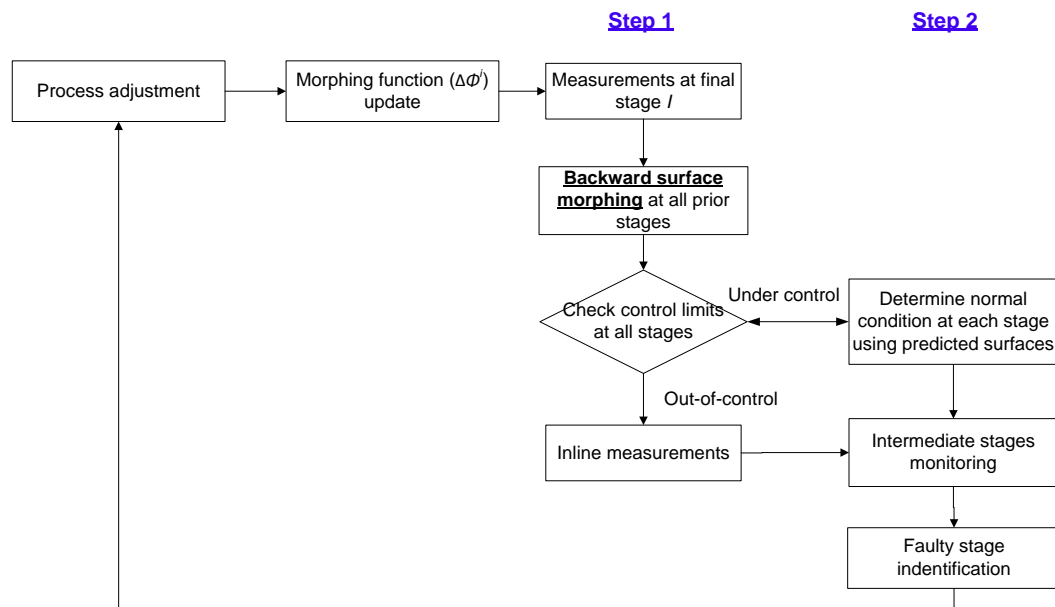 Step 1
Step 2
Process adjustment
Morphing function (ΔΦⁱ)
update
Measurements at final
stage I
Backward surface
morphing at all prior
stages
Check control limits
at all stages
Under control
Determine normal
condition at each stage
using predicted surfaces
Out-of-control
Inline measurements
Intermediate stages
monitoring
Faulty stage
indentification